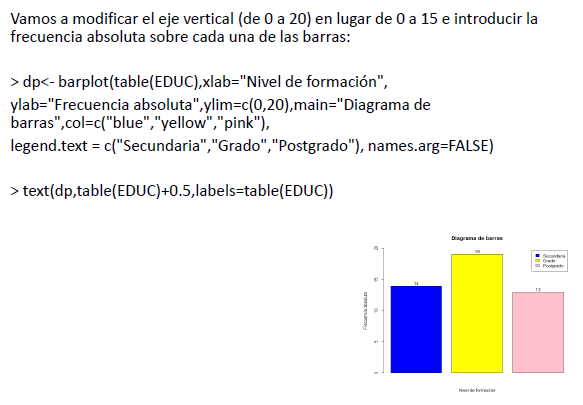 Vamos a modificar el eje vertical (de 0 a 20) en lugar de 0 a 15 e introducir la
frecuencia absoluta sobre cada una de las barras:
> dp<- barplot(table(EDUC),xlab="Nivel de formación",
ylab="Frecuencia absoluta",ylim=c(0,20),main="Diagrama de
barras",col=c("blue","yellow","pink"),
legend.text = c("Secundaria","Grado","Postgrado"), names.arg=FALSE)
> text(dp,table(EDUC)+0.5,labels=table(EDUC))
Diagrama de barras
Frecuencia absoluta
20
15
10
5
0
14
19
13
Secundaria
Grado
Postgrado
Nivel de formación